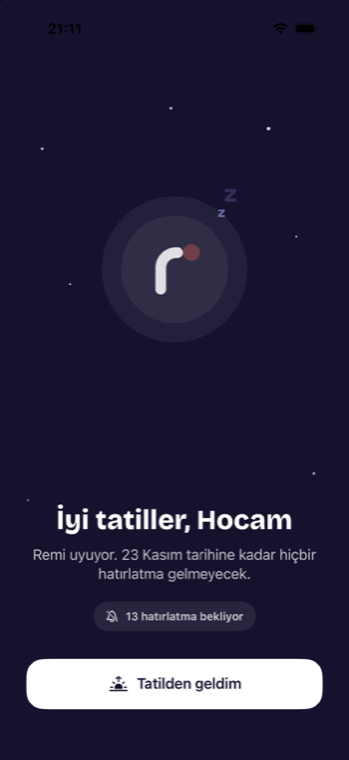 21:11
z
z
İyi tatiller, Hocam
Remi uyuyor. 23 Kasım tarihine kadar hiçbir
hatırlatma gelmeyecek.
13 hatırlatma bekliyor
Tatilden geldim